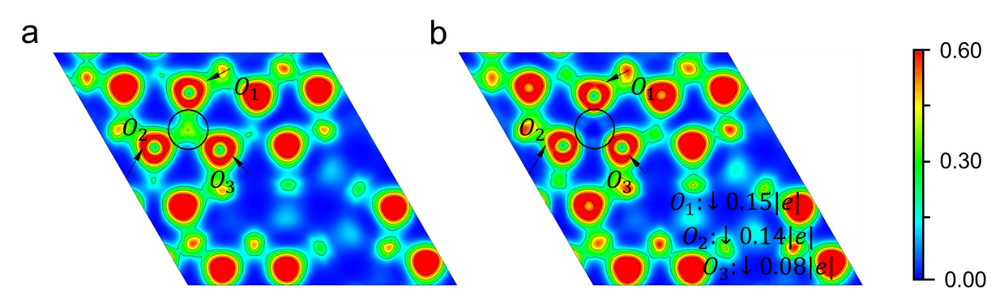 a
b
O₁
O₂
O₃
O₁
O₂
O₃
O₁:↓ 0.15|e|
O₂:↓ 0.14|e|
O₃:↓ 0.08|e|
0.60
0.30
0.00